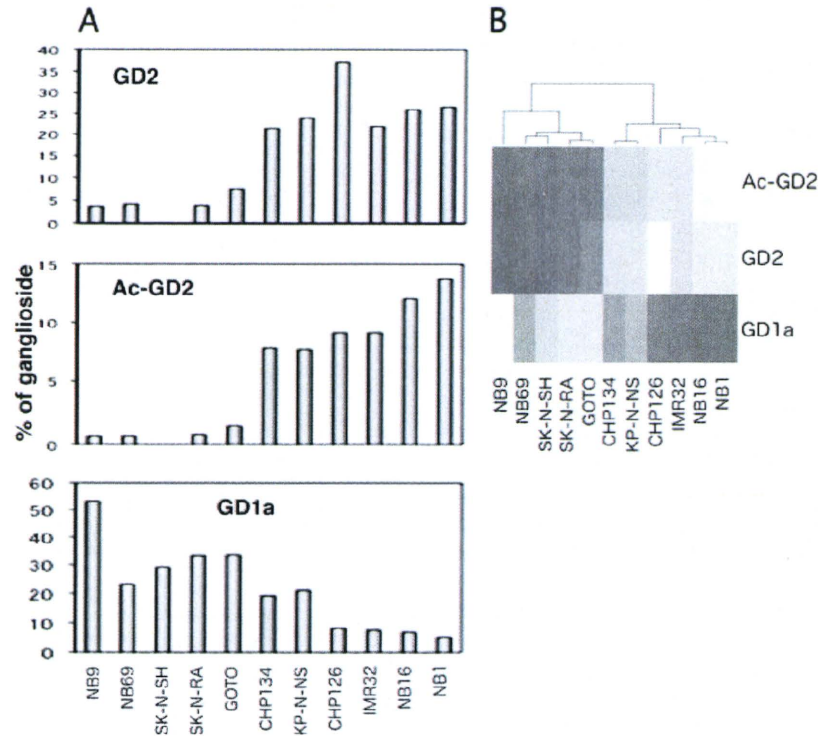 A
B
GD2
40
35
30
25
20
15
10
5
0
Ac-GD2
15
10
5
0
% of ganglioside
GD1a
60
50
40
30
20
10
0
NB9
NB69
SK-N-SH
SK-N-RA
GOTO
CHP134
KP-N-NS
CHP126
IMR32
NB16
NB1
Ac-GD2
GD2
GD1a
NB9
NB69
SK-N-SH
SK-N-RA
GOTO
CHP134
KP-N-NS
CHP126
IMR32
NB16
NB1